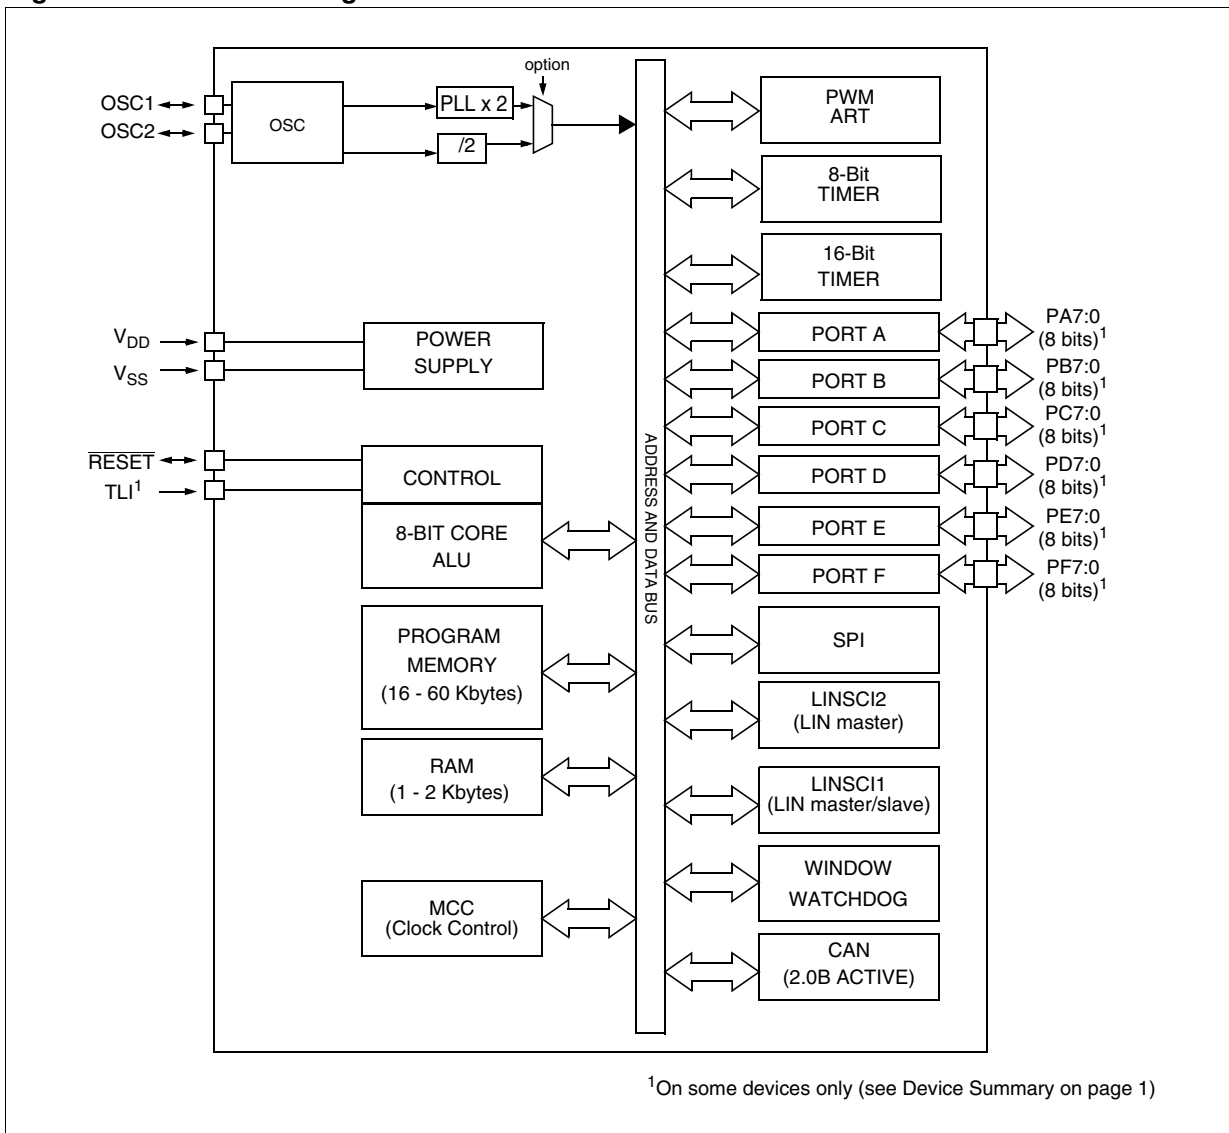 OSC1
OSC2
OSC
PLL x 2
/2
option
V_DD
V_SS
POWER
SUPPLY
RESET
TLI¹
CONTROL
8-BIT CORE
ALU
PROGRAM
MEMORY
(16 - 60 Kbytes)
RAM
(1 - 2 Kbytes)
MCC
(Clock Control)
ADDRESS AND DATA BUS
PWM
ART
8-Bit
TIMER
16-Bit
TIMER
PORT A
PA7:0
(8 bits)¹
PORT B
PB7:0
(8 bits)¹
PORT C
PC7:0
(8 bits)¹
PORT D
PD7:0
(8 bits)¹
PORT E
PE7:0
(8 bits)¹
PORT F
PF7:0
(8 bits)¹
SPI
LINSCI2
(LIN master)
LINSCI1
(LIN master/slave)
WINDOW
WATCHDOG
CAN
(2.0B ACTIVE)
¹On some devices only (see Device Summary on page 1)